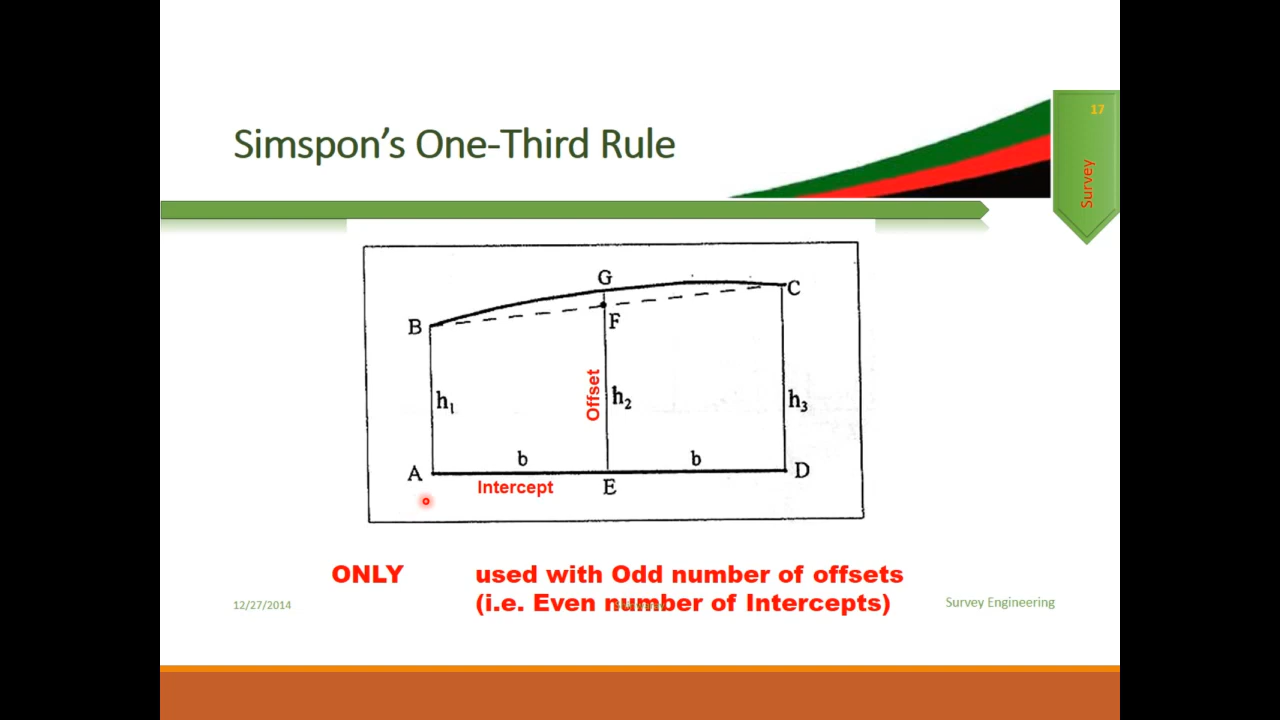 17
Survey
Simspon's One-Third Rule
G
C
B
F
Offset
h₁
h₂
h₃
b
b
A
D
Intercept
E
ONLY used with Odd number of offsets
(i.e. Even number of Intercepts)
12/27/2014
Survey Engineering